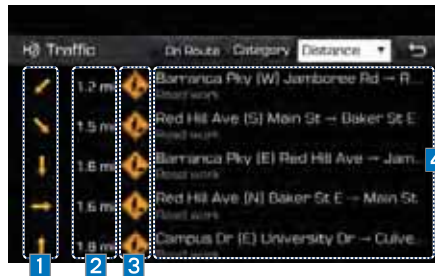 HD Traffic On Route Category Distance
1.2 mi Barranca Pky (W) Jamboree Rd → R...
Road work
1.5 mi Red Hill Ave (S) Main St → Baker St E
Road work
1.6 mi Barranca Pky (E) Red Hill Ave → Jam...
Road work
1.6 mi Red Hill Ave (N) Baker St E → Main St
Road work
1.8 mi Campus Dr (E) University Dr → Culve...
Road work
1 2 3 4